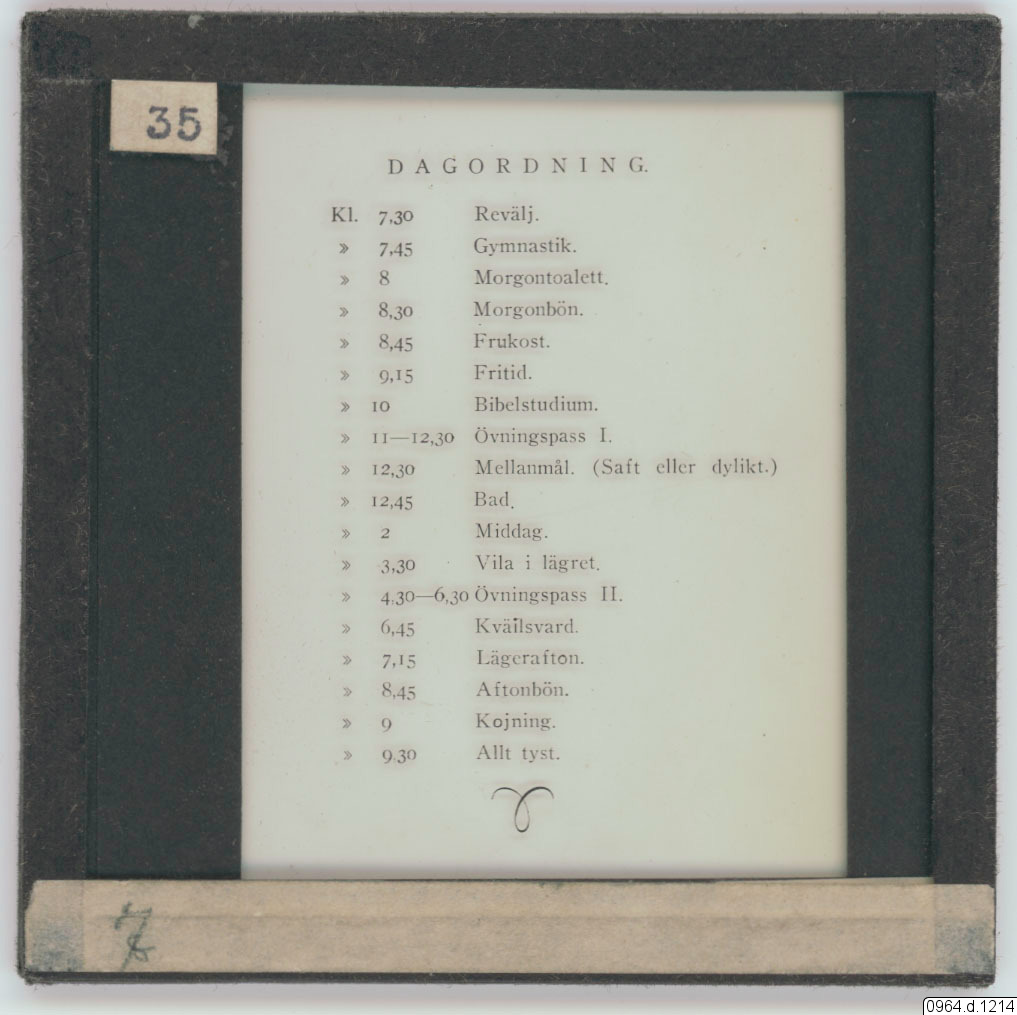 35
DAGORDNING.
Kl. 7,30 Revälj.
» 7,45 Gymnastik.
» 8 Morgontoalett.
» 8,30 Morgonbön.
» 8,45 Frukost.
» 9,15 Fritid.
» 10 Bibelstudium.
» 11—12,30 Övningspass I.
» 12,30 Mellanmål. (Saft eller dylikt.)
» 12,45 Bad.
» 2 Middag.
» 3,30 Vila i lägret.
» 4,30—6,30 Övningspass II.
» 6,45 Kvällsvard.
» 7,15 Lägerafton.
» 8,45 Aftonbön.
» 9 Kojning.
» 9,30 Allt tyst.
0964.d.1214